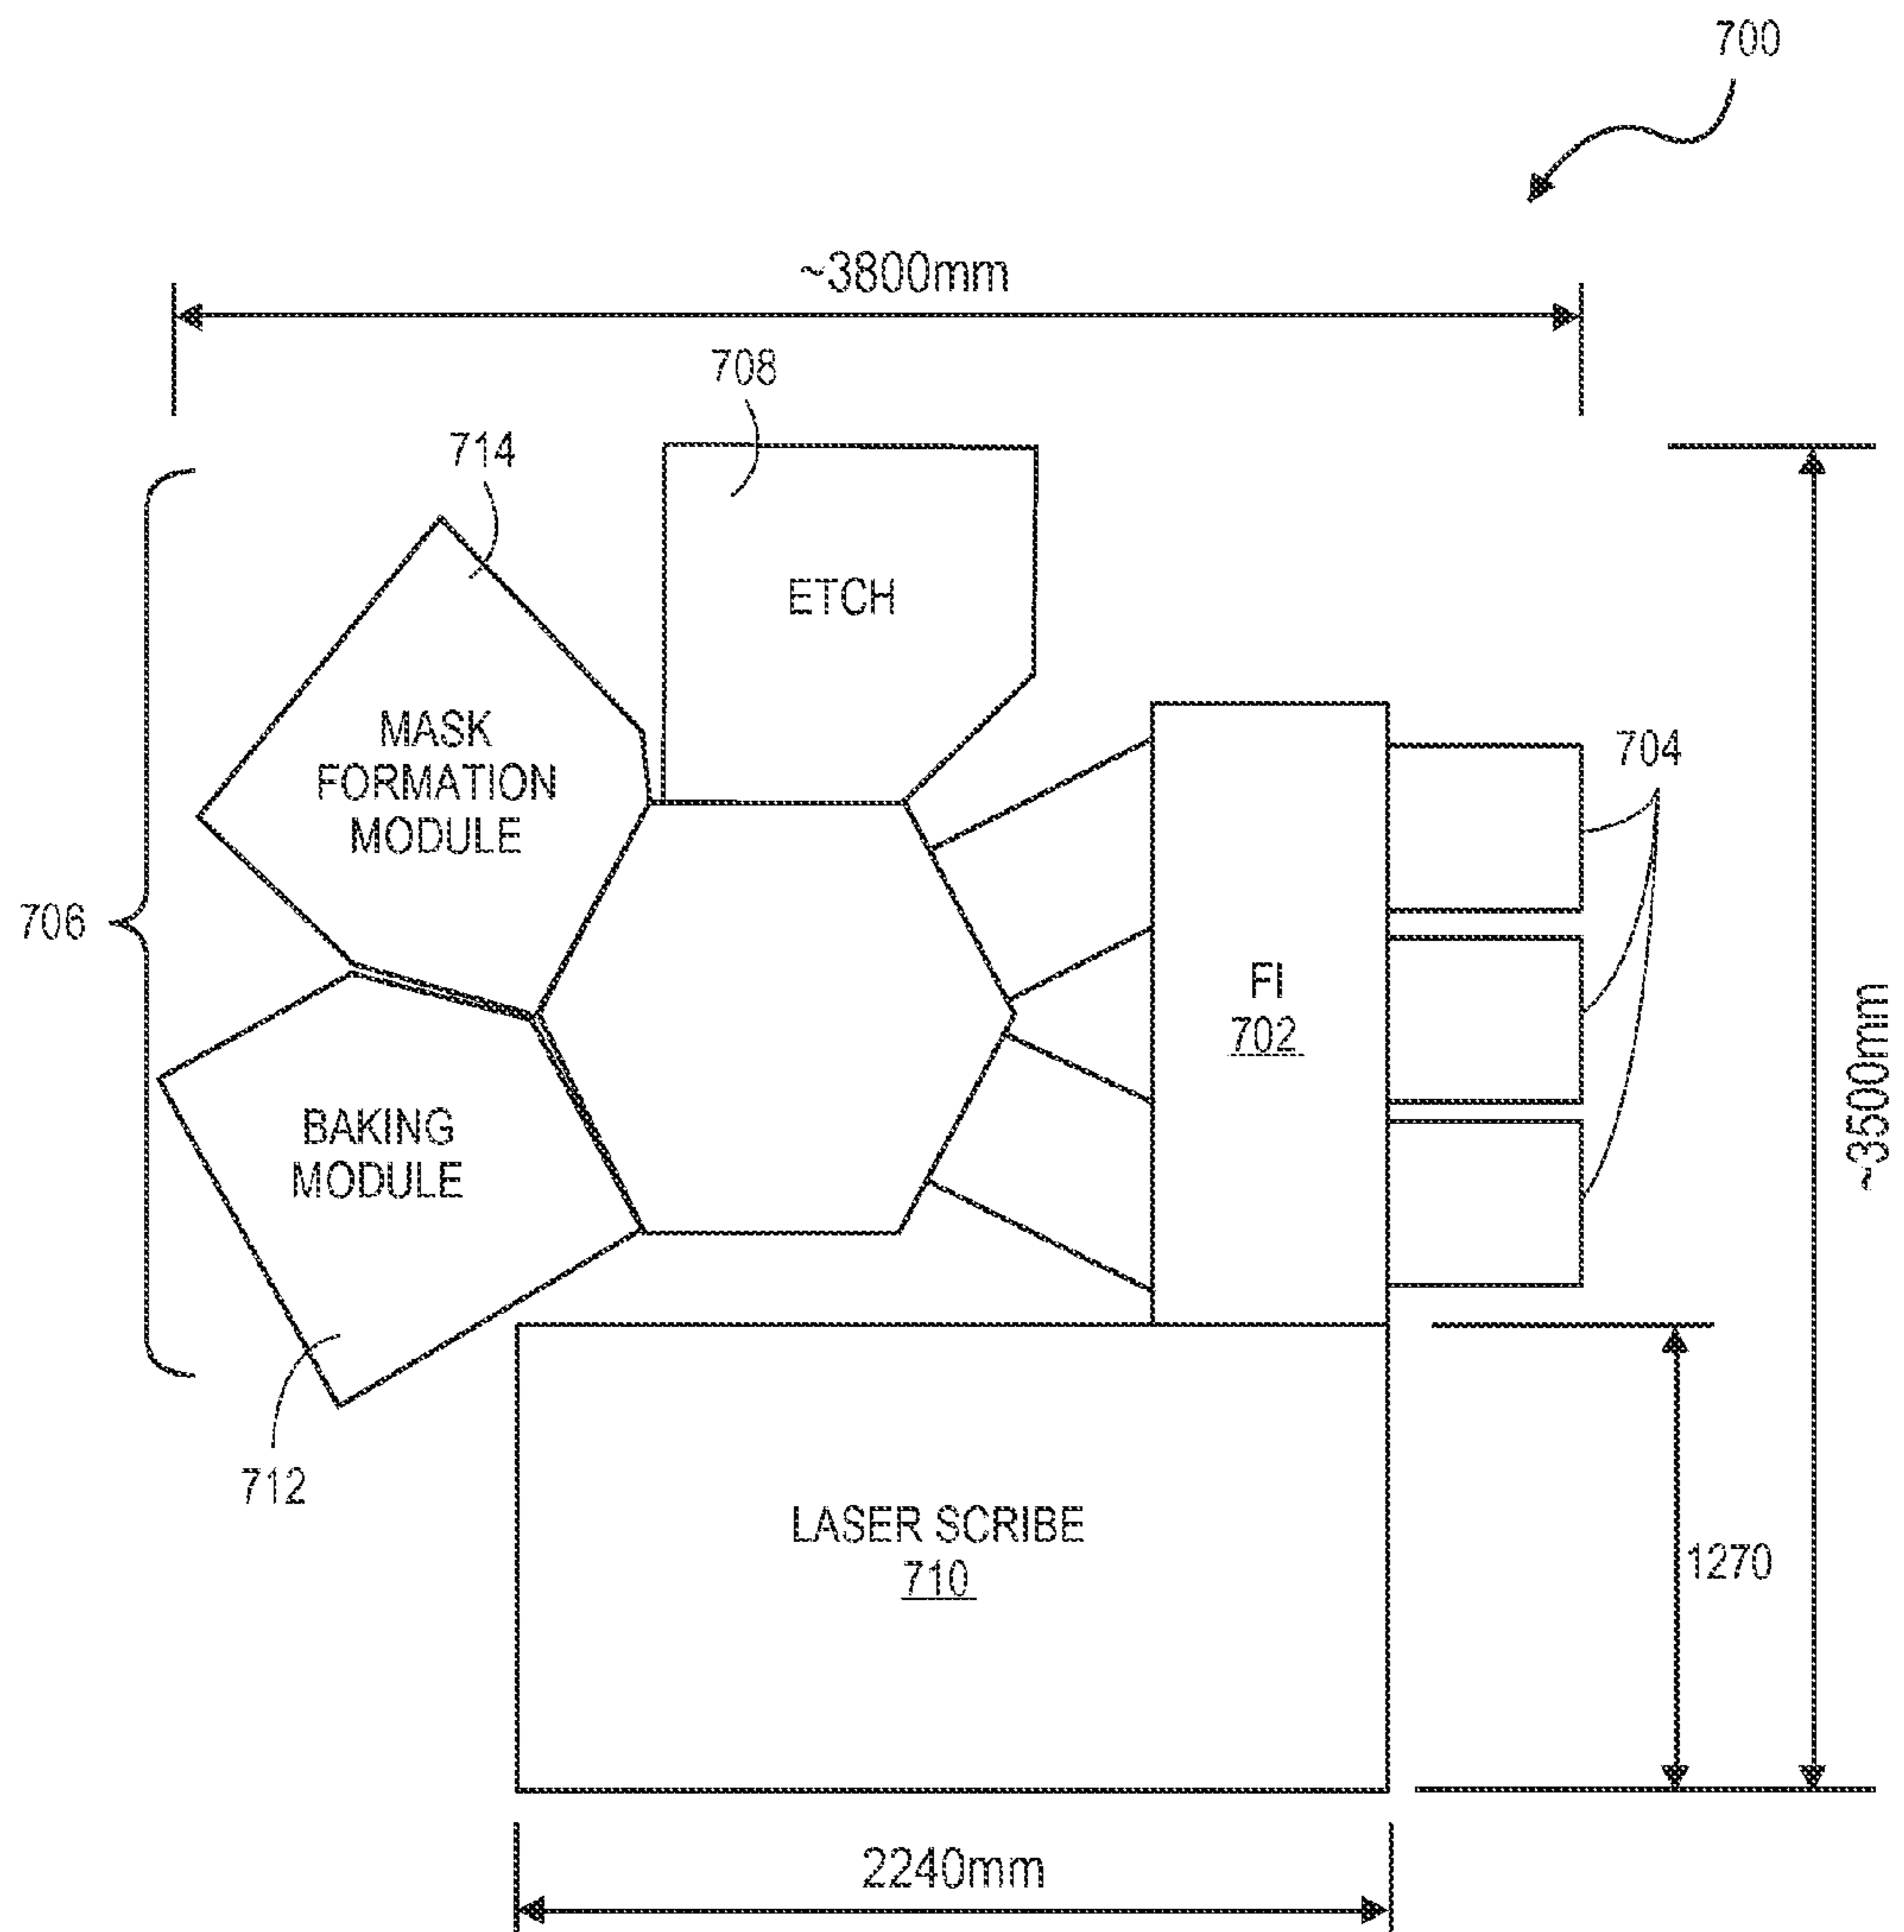 700
~3800mm
708
714
ETCH
MASK
FORMATION
MODULE
704
706
FI
702
~3500mm
BAKING
MODULE
712
LASER SCRIBE
710
1270
2240mm